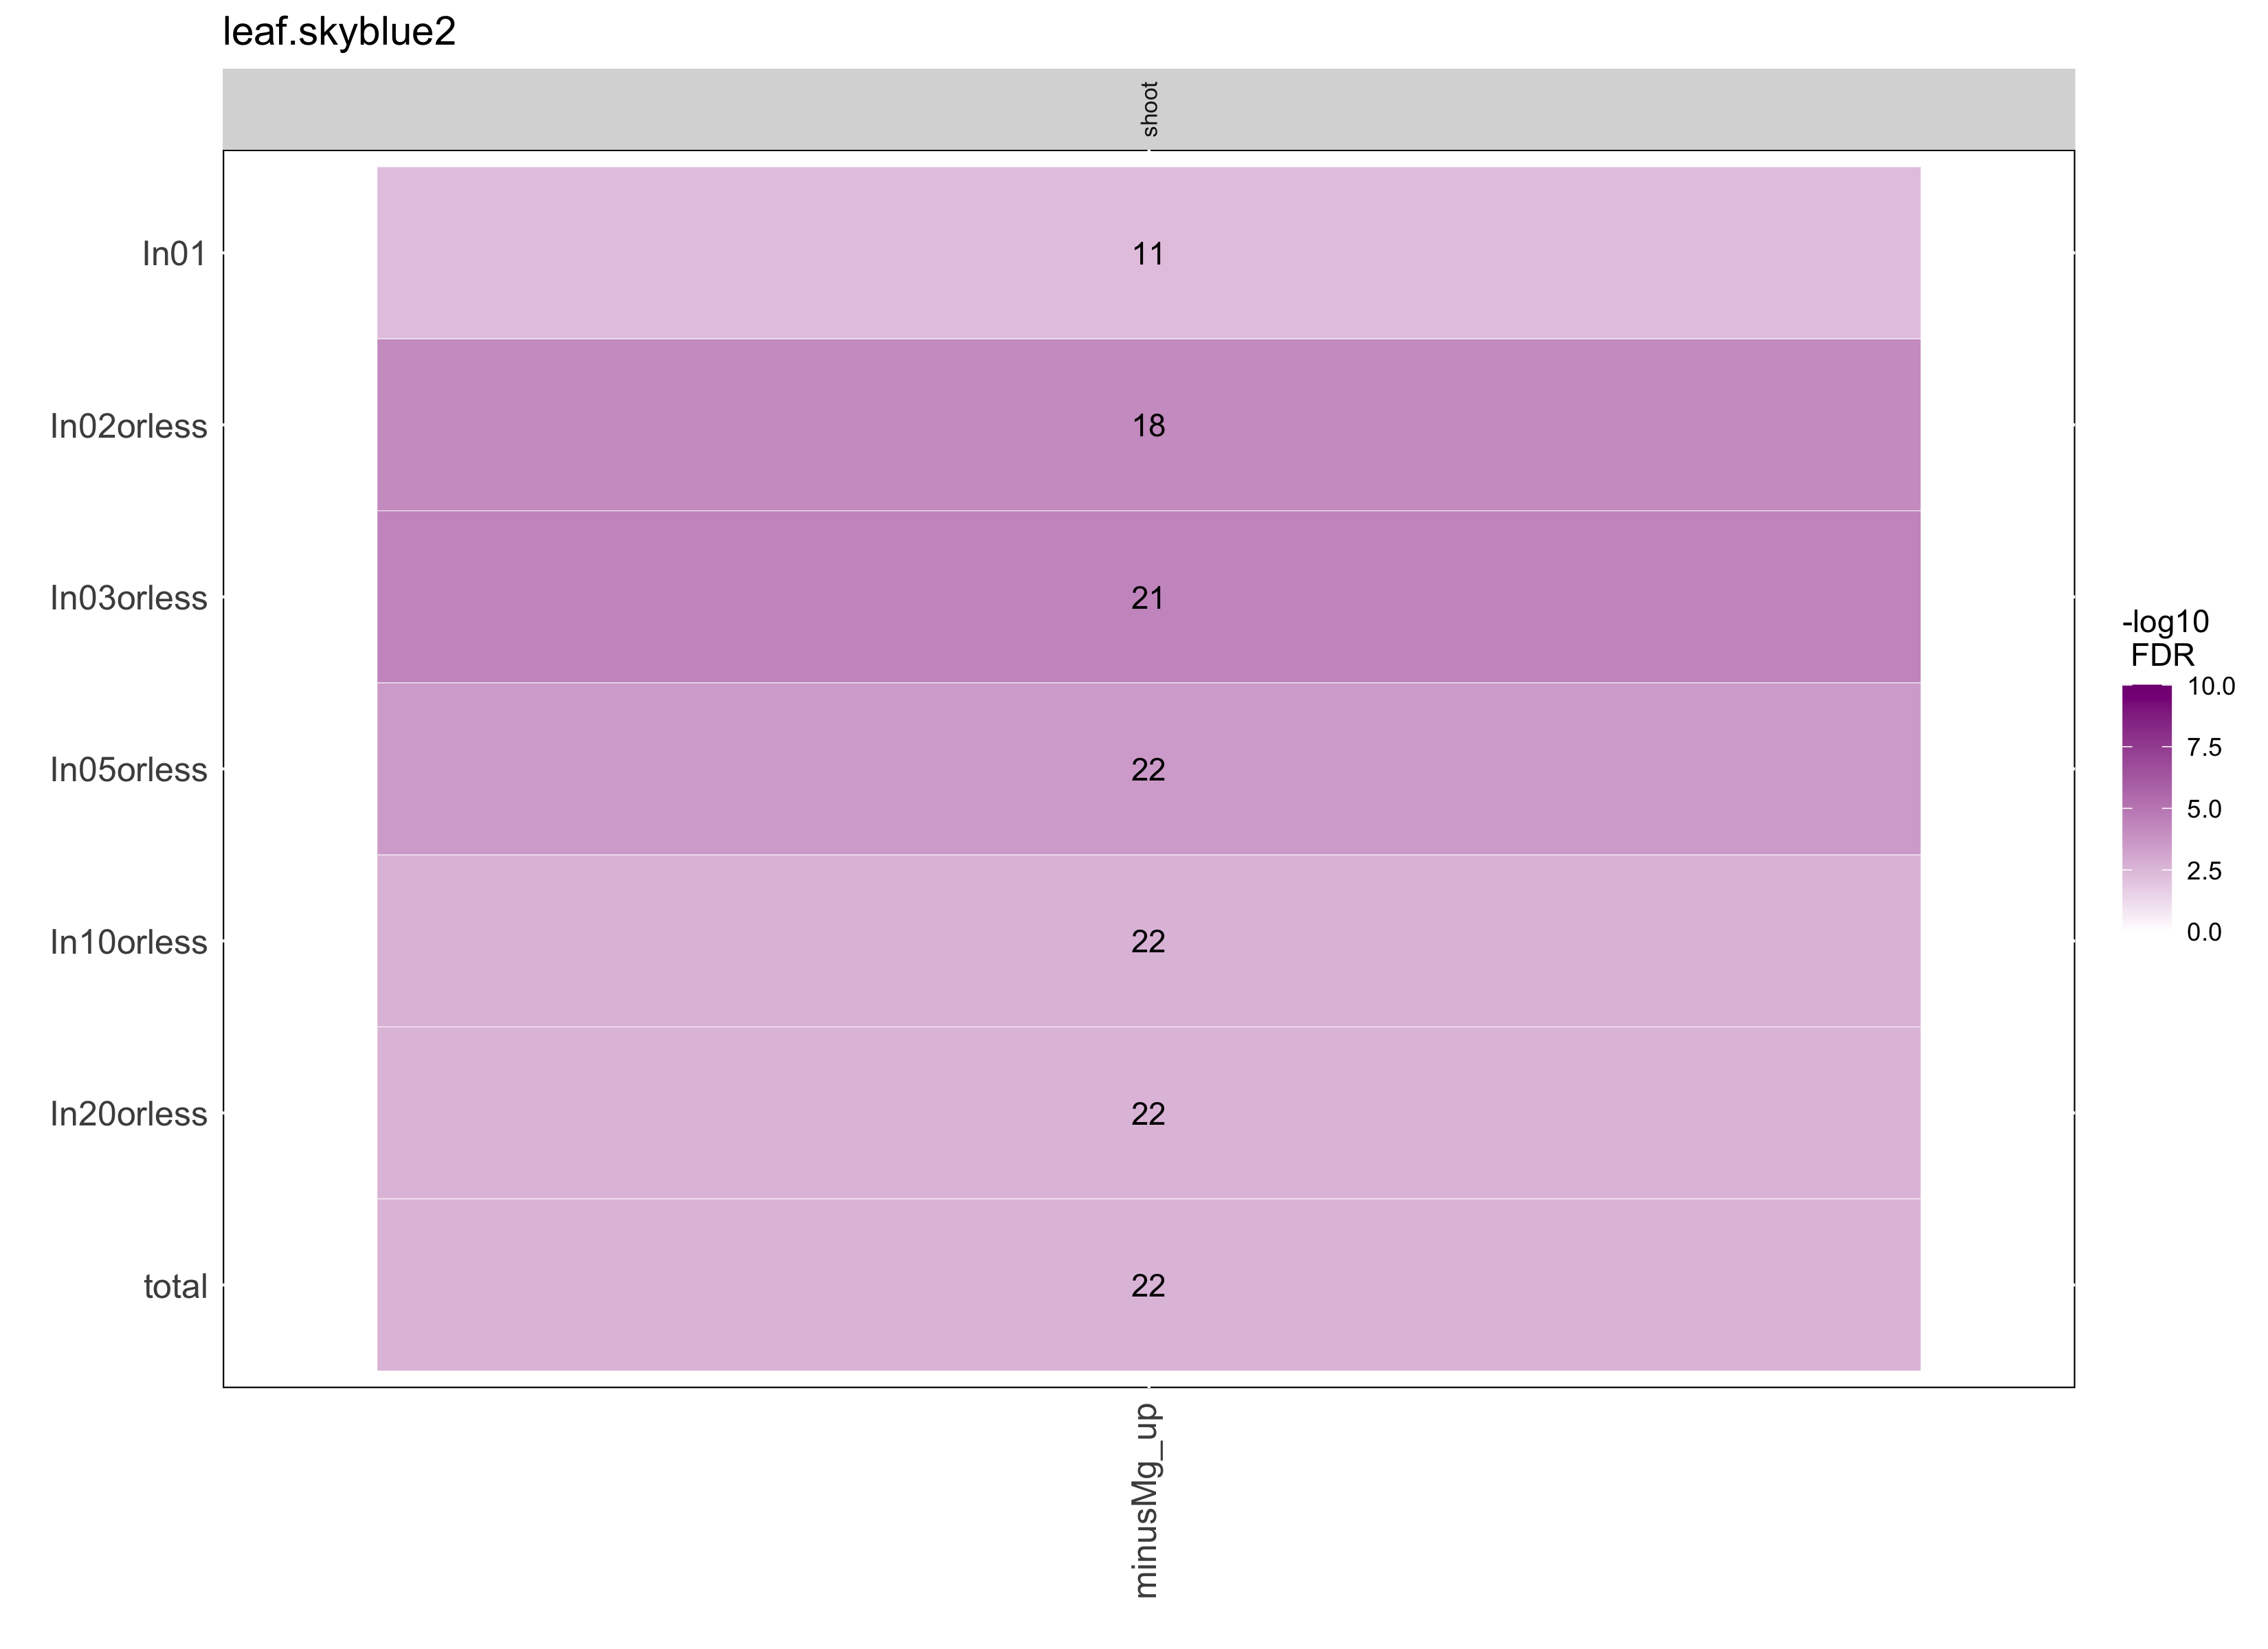 leaf.skyblue2
shoot
In01
11
In02orless
18
In03orless
21
In05orless
22
In10orless
22
In20orless
22
total
22
minusMg_up
-log10
FDR
10.0
7.5
5.0
2.5
0.0